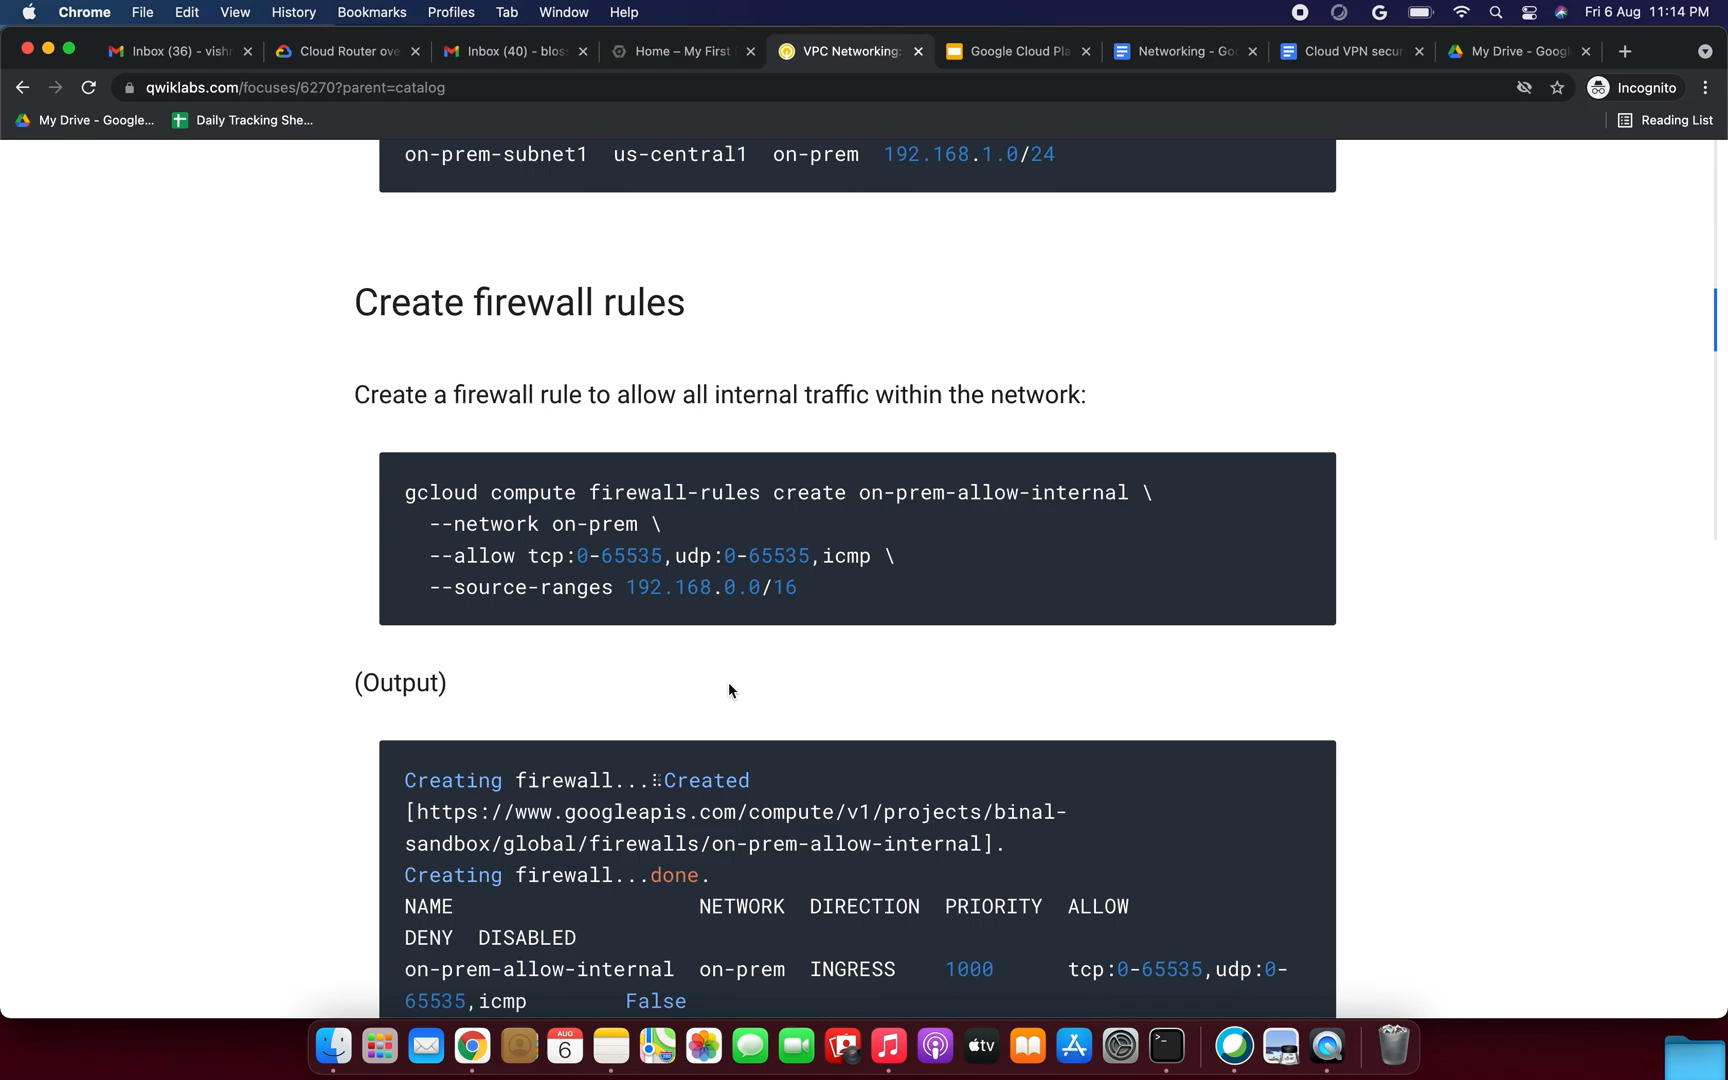 Chrome File Edit View History Bookmarks Profiles Tab Window Help Fri 6 Aug 11:14 PM
Inbox (36) - vishr Cloud Router ove Inbox (40) - blos Home – My First VPC Networking: Google Cloud Pla Networking - Go Cloud VPN secur My Drive - Googl
qwiklabs.com/focuses/6270?parent=catalog Incognito
My Drive - Google... Daily Tracking She... Reading List
on-prem-subnet1 us-central1 on-prem 192.168.1.0/24
Create firewall rules
Create a firewall rule to allow all internal traffic within the network:
gcloud compute firewall-rules create on-prem-allow-internal \
--network on-prem \
--allow tcp:0-65535,udp:0-65535,icmp \
--source-ranges 192.168.0.0/16
(Output)
Creating firewall...⠹Created
[https://www.googleapis.com/compute/v1/projects/binal-
sandbox/global/firewalls/on-prem-allow-internal].
Creating firewall...done.
NAME NETWORK DIRECTION PRIORITY ALLOW
DENY DISABLED
on-prem-allow-internal on-prem INGRESS 1000 tcp:0-65535,udp:0-
65535,icmp False
AUG
6
tv